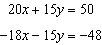 20x + 15y = 50
−18x − 15y = −48